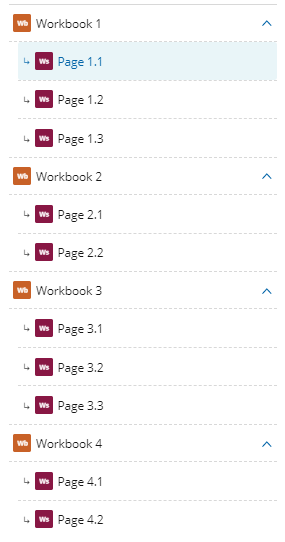 Wb Workbook 1
Ws Page 1.1
Ws Page 1.2
Ws Page 1.3
Wb Workbook 2
Ws Page 2.1
Ws Page 2.2
Wb Workbook 3
Ws Page 3.1
Ws Page 3.2
Ws Page 3.3
Wb Workbook 4
Ws Page 4.1
Ws Page 4.2